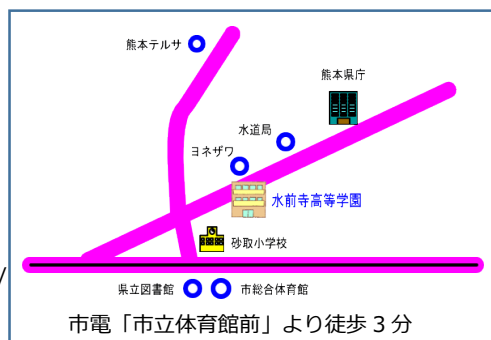 熊本テルサ
熊本県庁
水道局
ヨネザワ
水前寺高等学園
砂取小学校
県立図書館
市総合体育館
市電「市立体育館前」より徒歩3分